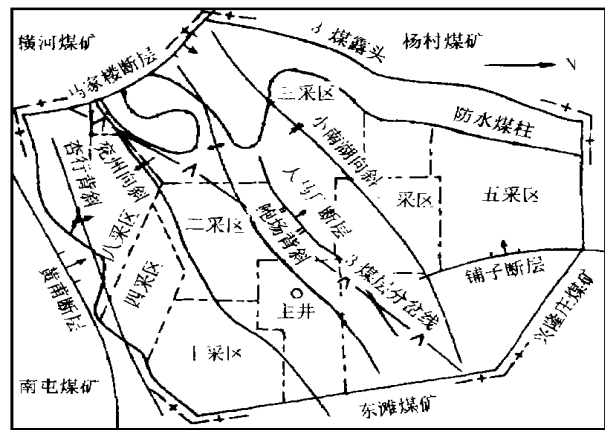 横河煤矿
3煤露头
杨村煤矿
N
马家楼断层
三采区
防水煤柱
杏行背斜
兖州向斜
小南湖向斜
人马厂断层
采区
五采区
八采区
二采区
鲍场背斜
四采区
3煤层分岔线
铺子断层
主井
黄甫断层
兴隆庄煤矿
十采区
南屯煤矿
东滩煤矿